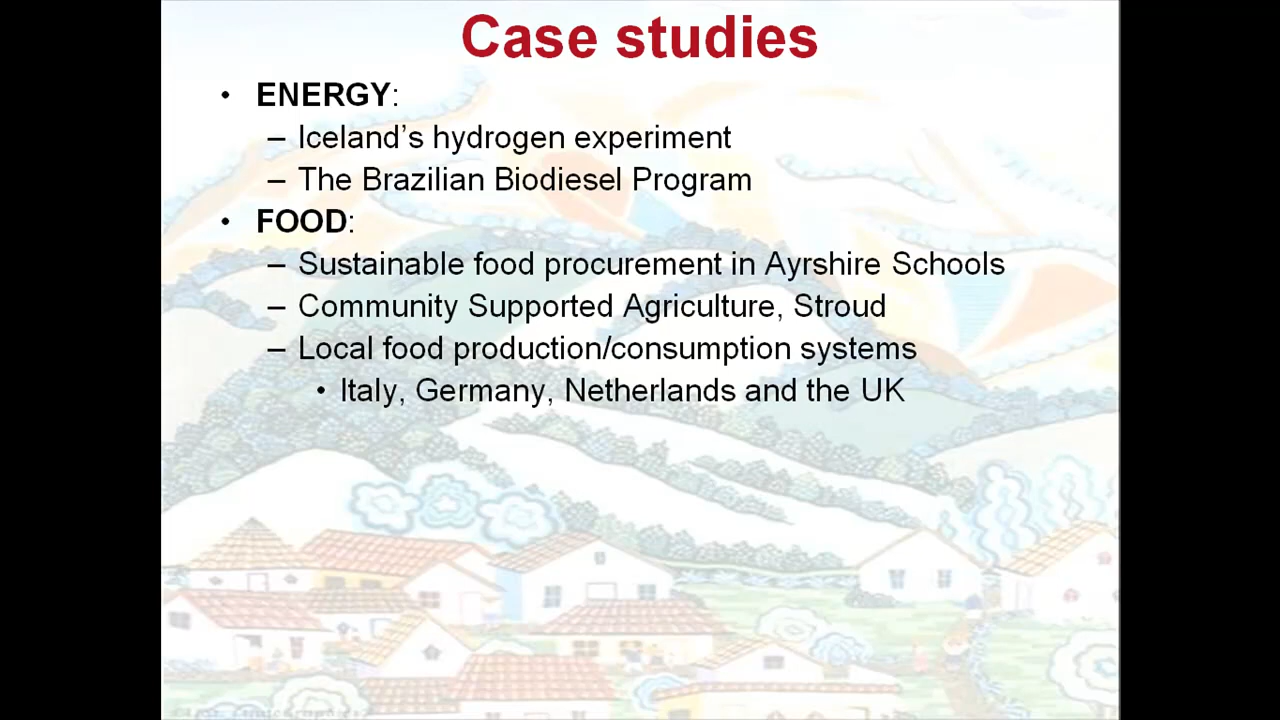 Case studies
• ENERGY:
– Iceland's hydrogen experiment
– The Brazilian Biodiesel Program
• FOOD:
– Sustainable food procurement in Ayrshire Schools
– Community Supported Agriculture, Stroud
– Local food production/consumption systems
• Italy, Germany, Netherlands and the UK